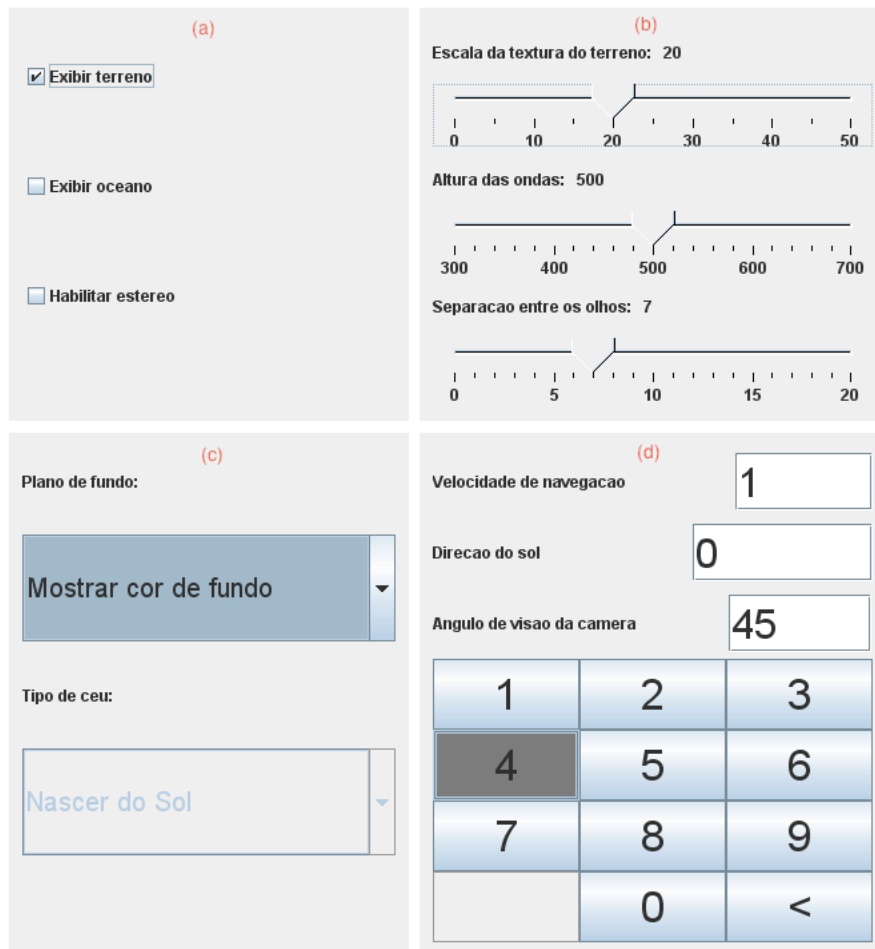 (a)
Exibir terreno
Exibir oceano
Habilitar estereo
(b)
Escala da textura do terreno: 20
0 10 20 30 40 50
Altura das ondas: 500
300 400 500 600 700
Separacao entre os olhos: 7
0 5 10 15 20
(c)
Plano de fundo:
Mostrar cor de fundo
Tipo de ceu:
Nascer do Sol
(d)
Velocidade de navegacao 1
Direcao do sol 0
Angulo de visao da camera 45
1 2 3
4 5 6
7 8 9
0 <